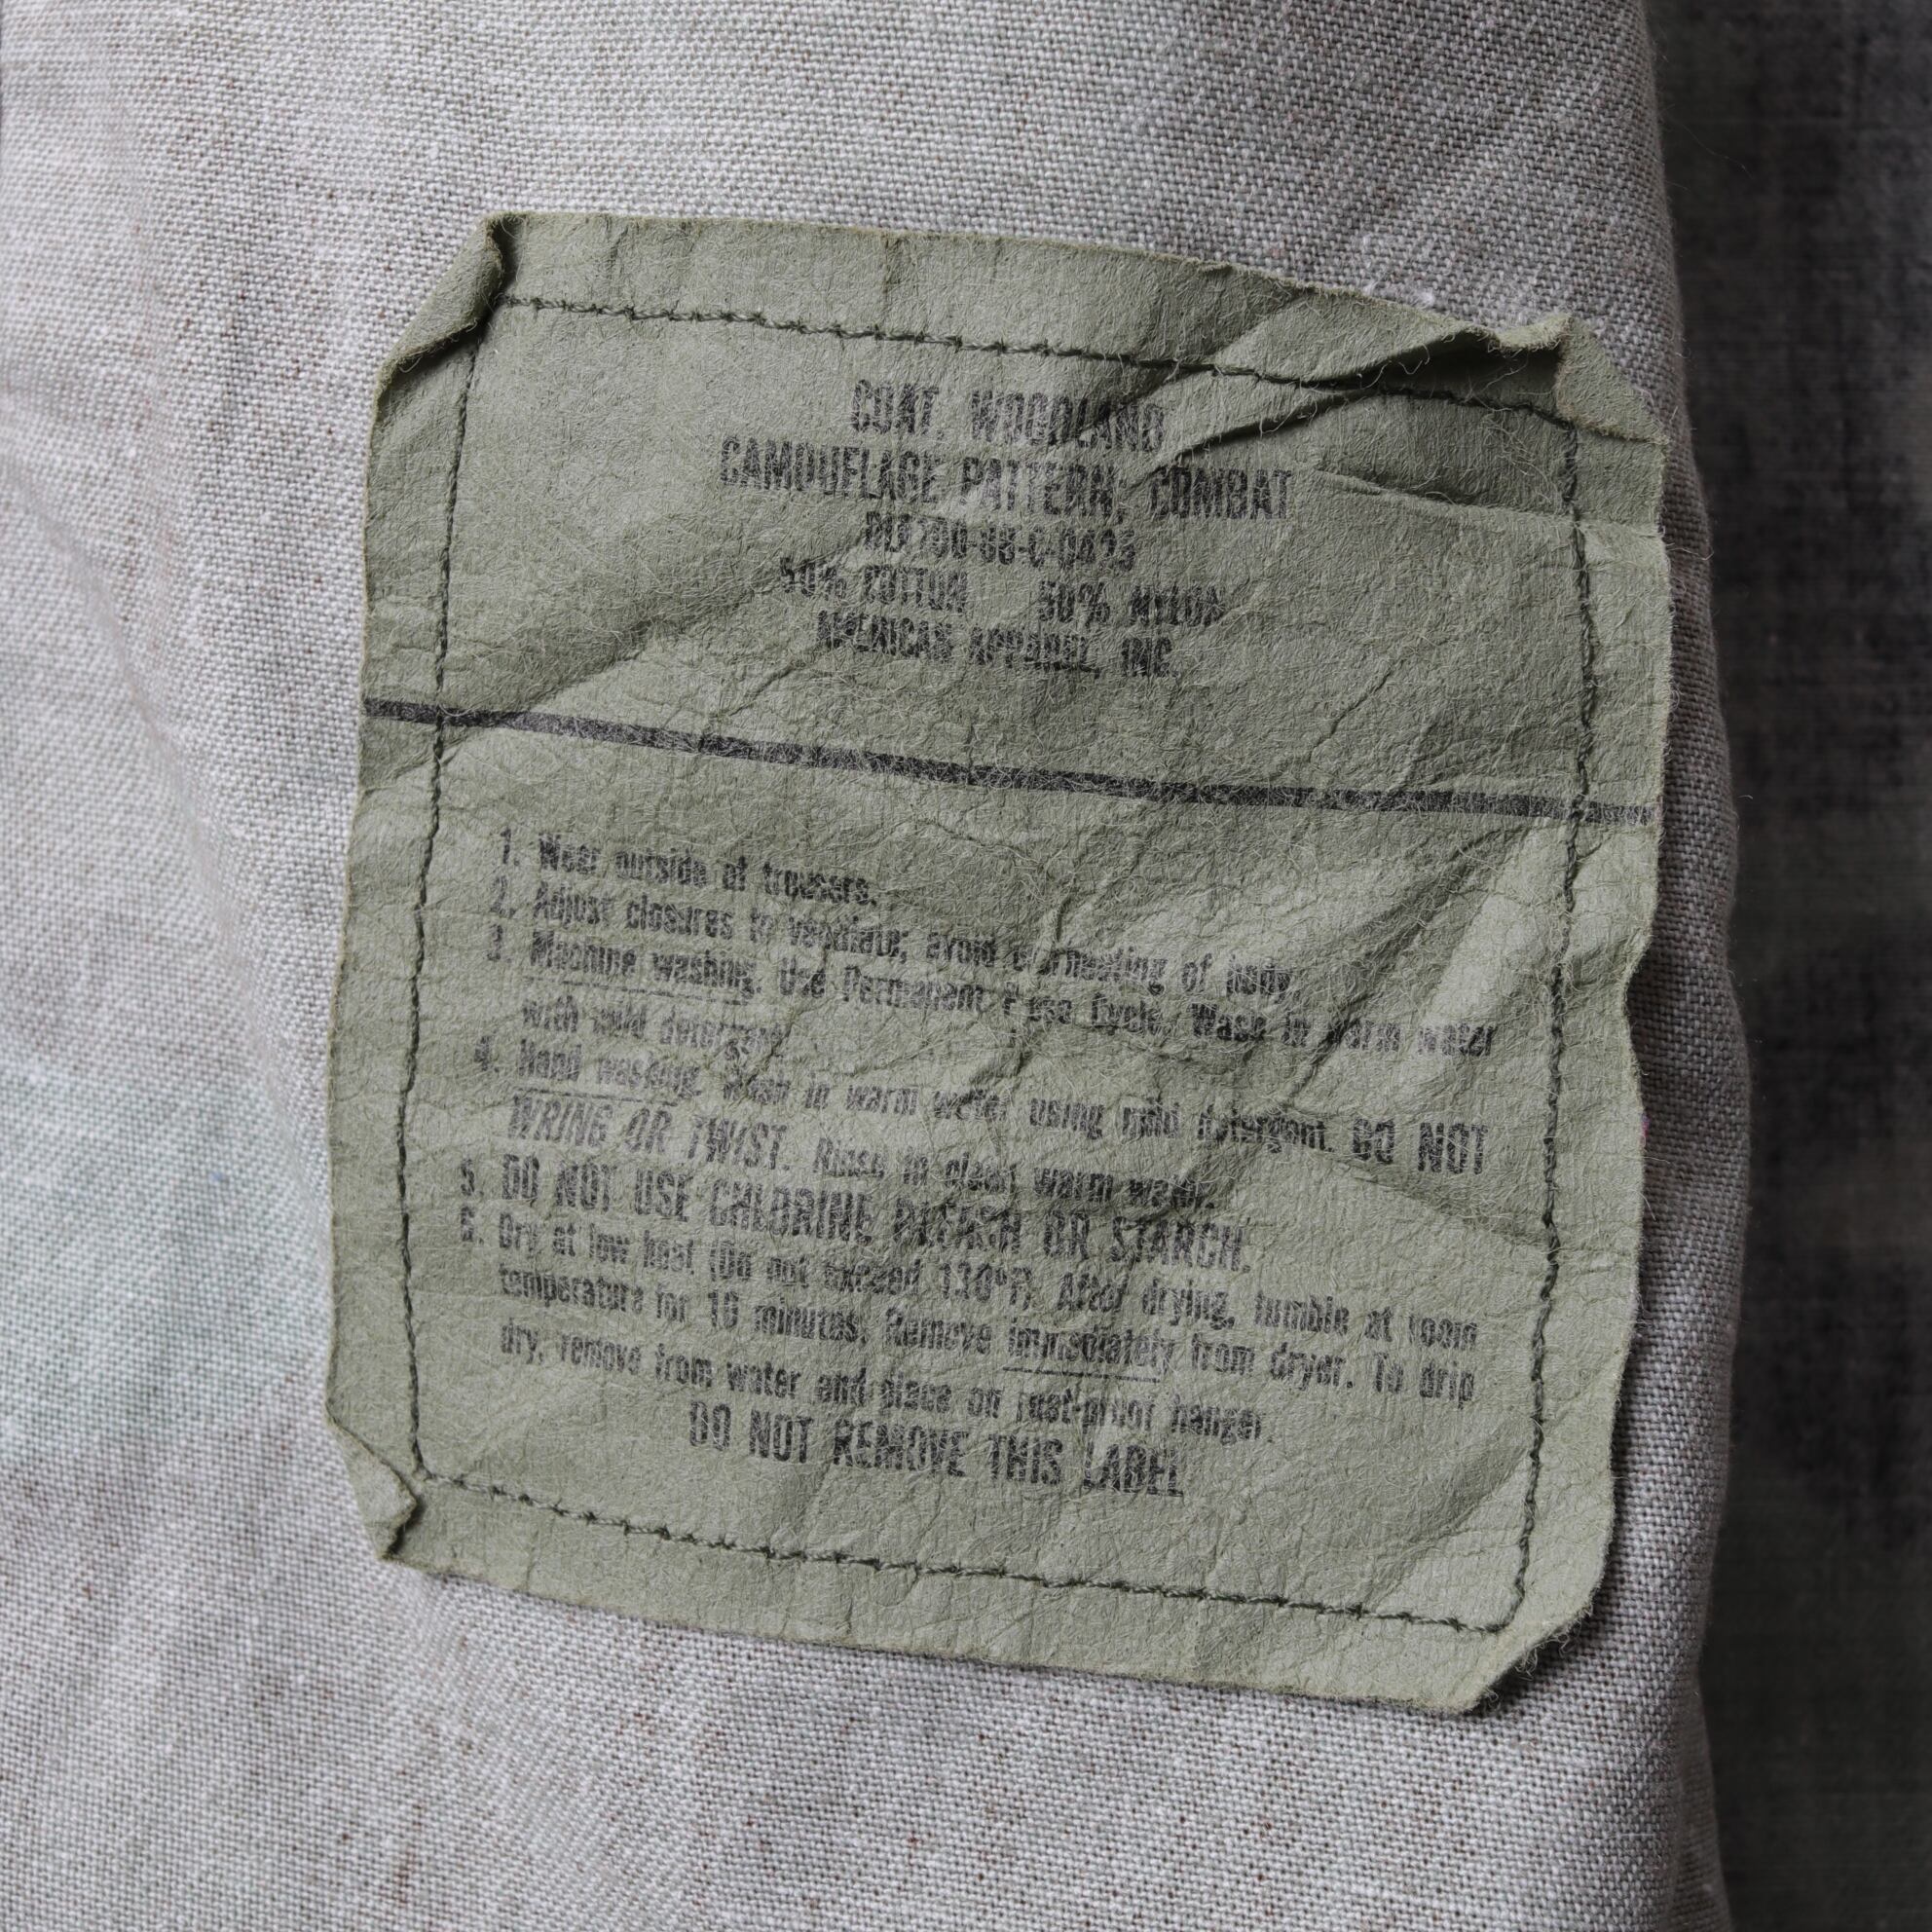 COAT, WOODLAND
CAMOUFLAGE PATTERN, COMBAT
50% COTTON 50% NYLON
AMERICAN APPAREL, INC.
1. Wear outside of trousers.
2. Adjust closures to ventilate; avoid overheating of body
3. Machine washing. Use Permanent Press Cycle. Wash in warm water
with mild detergent.
4. Hand washing. Wash in warm water using mild detergent. DO NOT
WRING OR TWIST. Rinse in clean warm water.
5. DO NOT USE CHLORINE BLEACH OR STARCH.
6. Dry at low heat (Do not Exceed 130°F). After drying, tumble at room
temperature for 10 minutes. Remove immediately from dryer. To drip
dry, remove from water and place on rust-proof hanger.
DO NOT REMOVE THIS LABEL